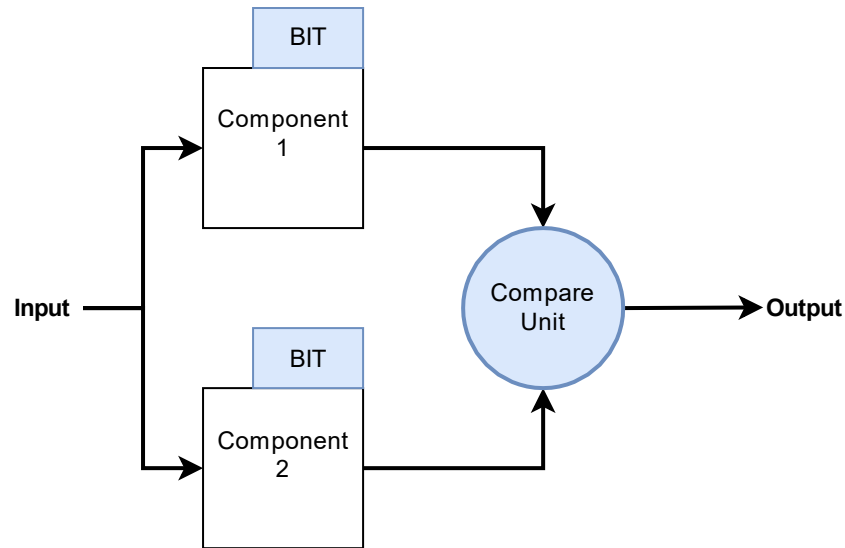 BIT
Component
1
Input
Compare
Unit
Output
BIT
Component
2